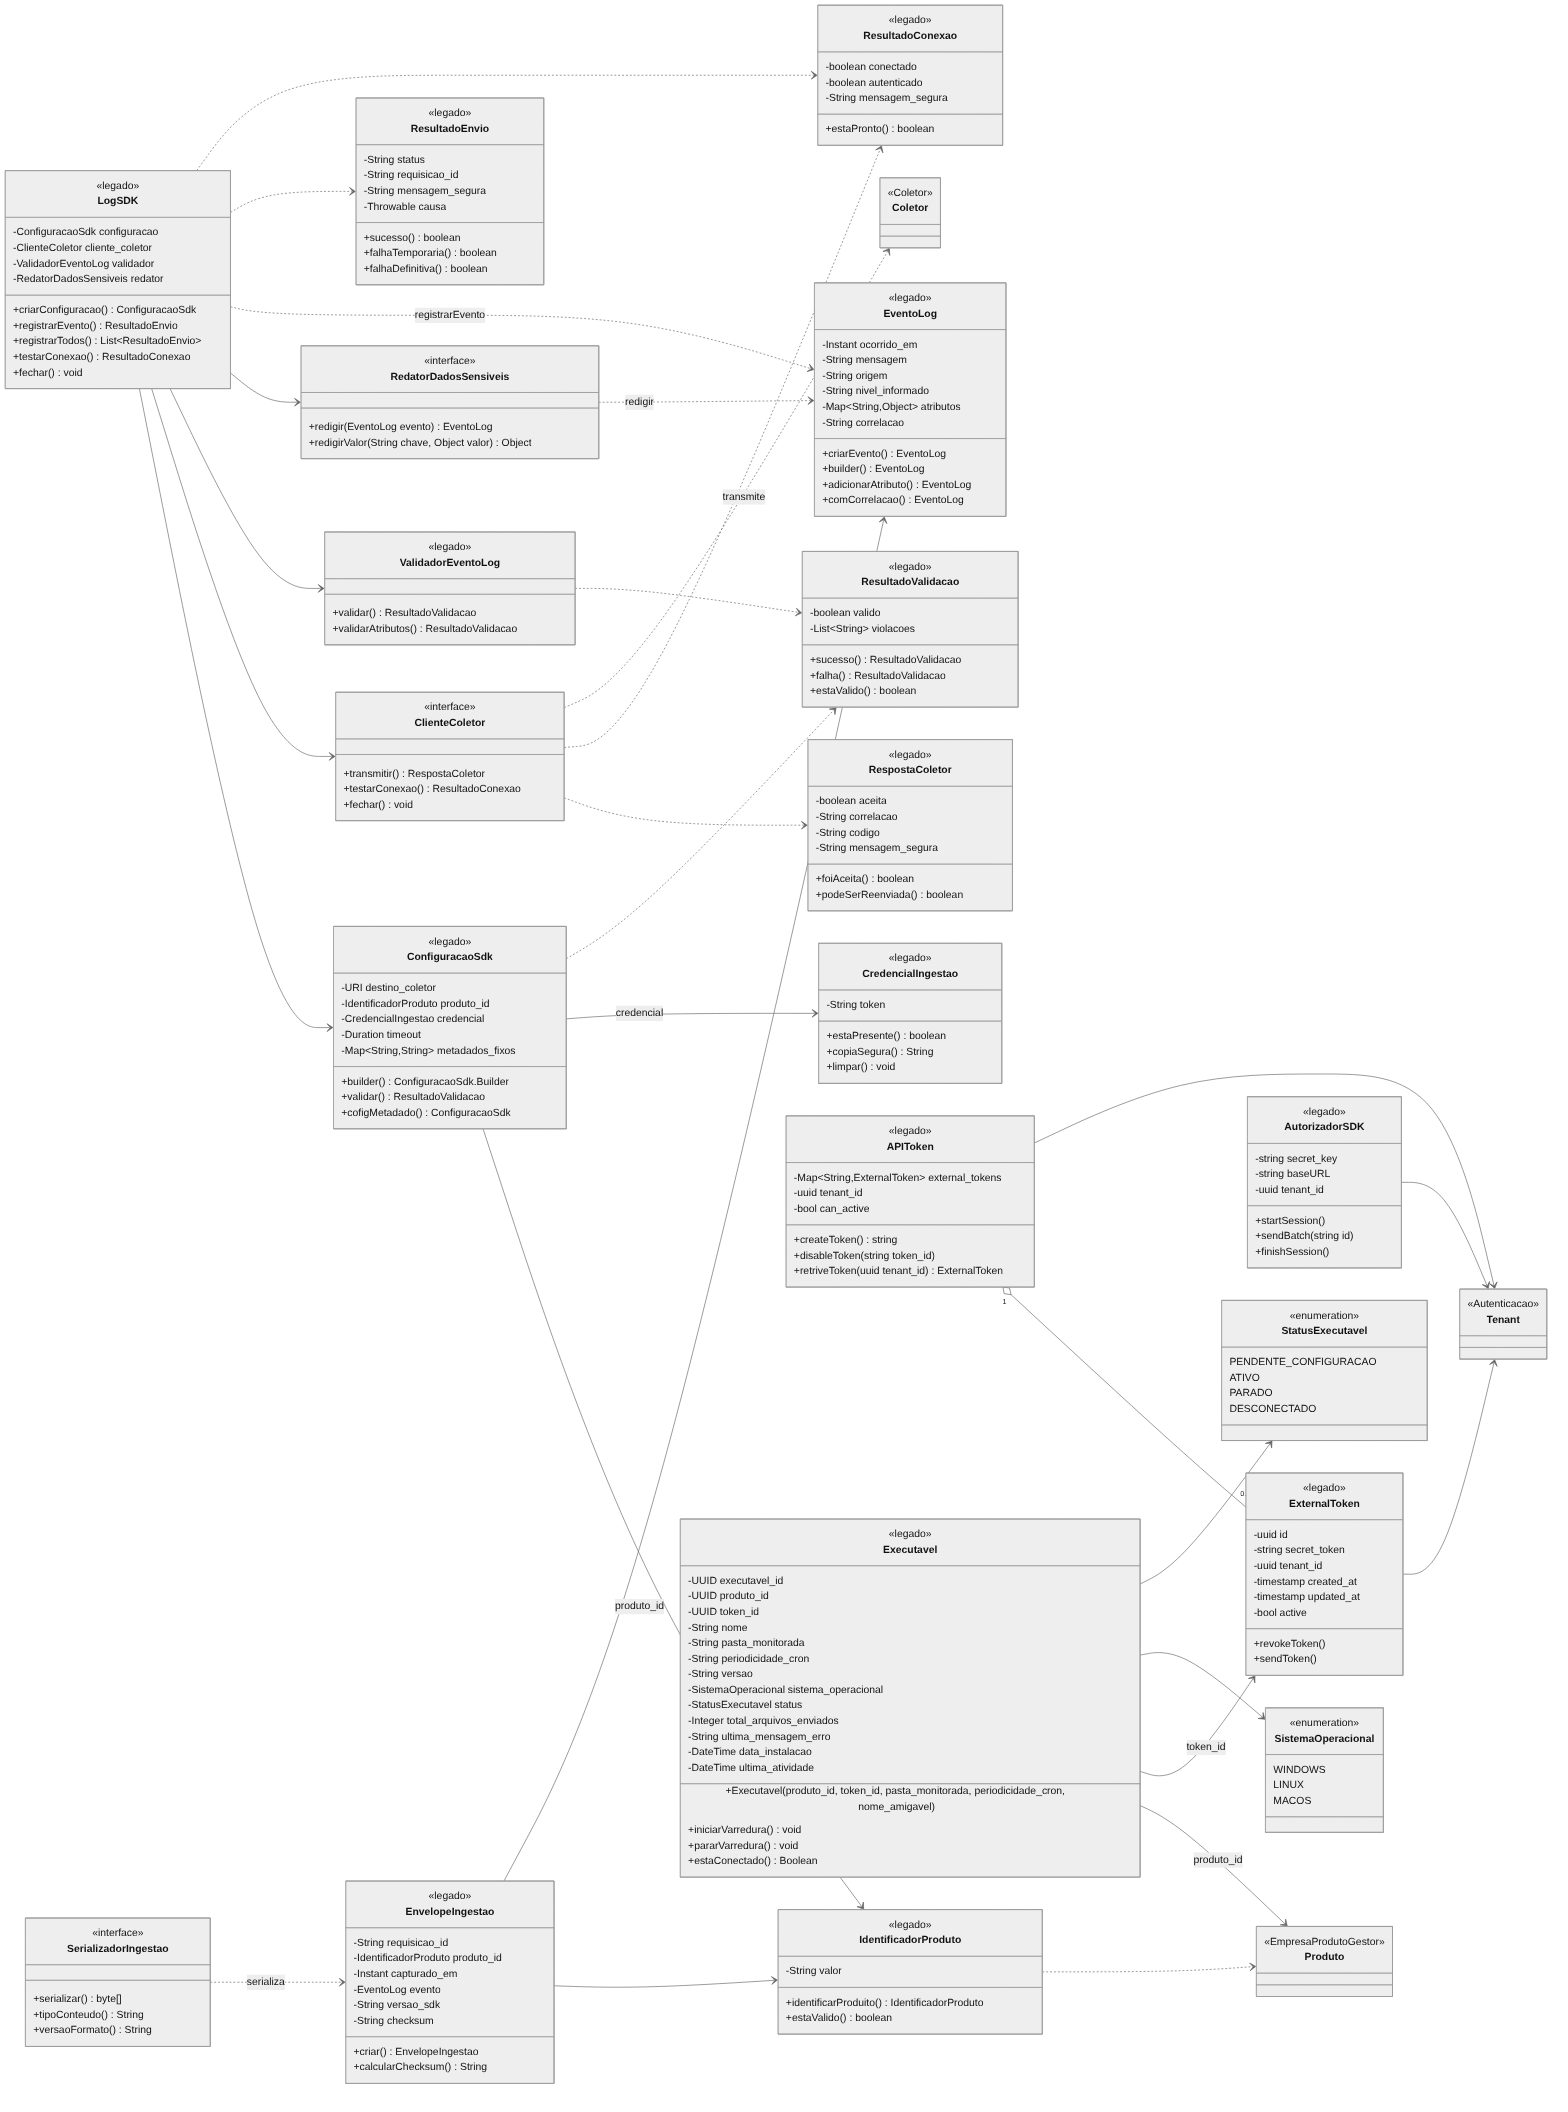 «legado»
ResultadoConexao
-boolean conectado
-boolean autenticado
-String mensagem_segura
+estaPronto() : boolean
«legado»
ResultadoEnvio
-String status
-String requisicao_id
-String mensagem_segura
-Throwable causa
+sucesso() : boolean
+falhaTemporaria() : boolean
+falhaDefinitiva() : boolean
«legado»
LogSDK
-ConfiguracaoSdk configuracao
-ClienteColetor cliente_coletor
-ValidadorEventoLog validador
-RedatorDadosSensiveis redator
+criarConfiguracao() : ConfiguracaoSdk
+registrarEvento() : ResultadoEnvio
+registrarTodos() : List<ResultadoEnvio>
+testarConexao() : ResultadoConexao
+fechar() : void
«Coletor»
Coletor
registrarEvento
«legado»
EventoLog
-Instant ocorrido_em
-String mensagem
-String origem
-String nivel_informado
-Map<String,Object> atributos
-String correlacao
+criarEvento() : EventoLog
+builder() : EventoLog
+adicionarAtributo() : EventoLog
+comCorrelacao() : EventoLog
«interface»
RedatorDadosSensiveis
+redigir(EventoLog evento) : EventoLog
+redigirValor(String chave, Object valor) : Object
redigir
transmite
«legado»
ValidadorEventoLog
+validar() : ResultadoValidacao
+validarAtributos() : ResultadoValidacao
«legado»
ResultadoValidacao
-boolean valido
-List<String> violacoes
+sucesso() : ResultadoValidacao
+falha() : ResultadoValidacao
+estaValido() : boolean
«interface»
ClienteColetor
+transmitir() : RespostaColetor
+testarConexao() : ResultadoConexao
+fechar() : void
«legado»
RespostaColetor
-boolean aceita
-String correlacao
-String codigo
-String mensagem_segura
+foiAceita() : boolean
+podeSerReenviada() : boolean
«legado»
ConfiguracaoSdk
-URI destino_coletor
-IdentificadorProduto produto_id
-CredencialIngestao credencial
-Duration timeout
-Map<String,String> metadados_fixos
+builder() : ConfiguracaoSdk.Builder
+validar() : ResultadoValidacao
+cofigMetadado() : ConfiguracaoSdk
credencial
«legado»
CredencialIngestao
-String token
+estaPresente() : boolean
+copiaSegura() : String
+limpar() : void
«legado»
APIToken
-Map<String,ExternalToken> external_tokens
-uuid tenant_id
-bool can_active
+createToken() : string
+disableToken(string token_id)
+retriveToken(uuid tenant_id) : ExternalToken
1
«legado»
AutorizadorSDK
-string secret_key
-string baseURL
-uuid tenant_id
+startSession()
+sendBatch(string id)
+finishSession()
«Autenticacao»
Tenant
«enumeration»
StatusExecutavel
PENDENTE_CONFIGURACAO
ATIVO
PARADO
DESCONECTADO
«legado»
ExternalToken
-uuid id
-string secret_token
-uuid tenant_id
-timestamp created_at
-timestamp updated_at
-bool active
+revokeToken()
+sendToken()
produto_id
«legado»
Executavel
-UUID executavel_id
-UUID produto_id
-UUID token_id
-String nome
-String pasta_monitorada
-String periodicidade_cron
-String versao
-SistemaOperacional sistema_operacional
-StatusExecutavel status
-Integer total_arquivos_enviados
-String ultima_mensagem_erro
-DateTime data_instalacao
-DateTime ultima_atividade
+Executavel(produto_id, token_id, pasta_monitorada, periodicidade_cron,
nome_amigavel)
+iniciarVarredura() : void
+pararVarredura() : void
+estaConectado() : Boolean
token_id
«enumeration»
SistemaOperacional
WINDOWS
LINUX
MACOS
produto_id
«interface»
SerializadorIngestao
+serializar() : byte[]
+tipoConteudo() : String
+versaoFormato() : String
serializa
«legado»
EnvelopeIngestao
-String requisicao_id
-IdentificadorProduto produto_id
-Instant capturado_em
-EventoLog evento
-String versao_sdk
-String checksum
+criar() : EnvelopeIngestao
+calcularChecksum() : String
«legado»
IdentificadorProduto
-String valor
+identificarProduito() : IdentificadorProduto
+estaValido() : boolean
«EmpresaProdutoGestor»
Produto